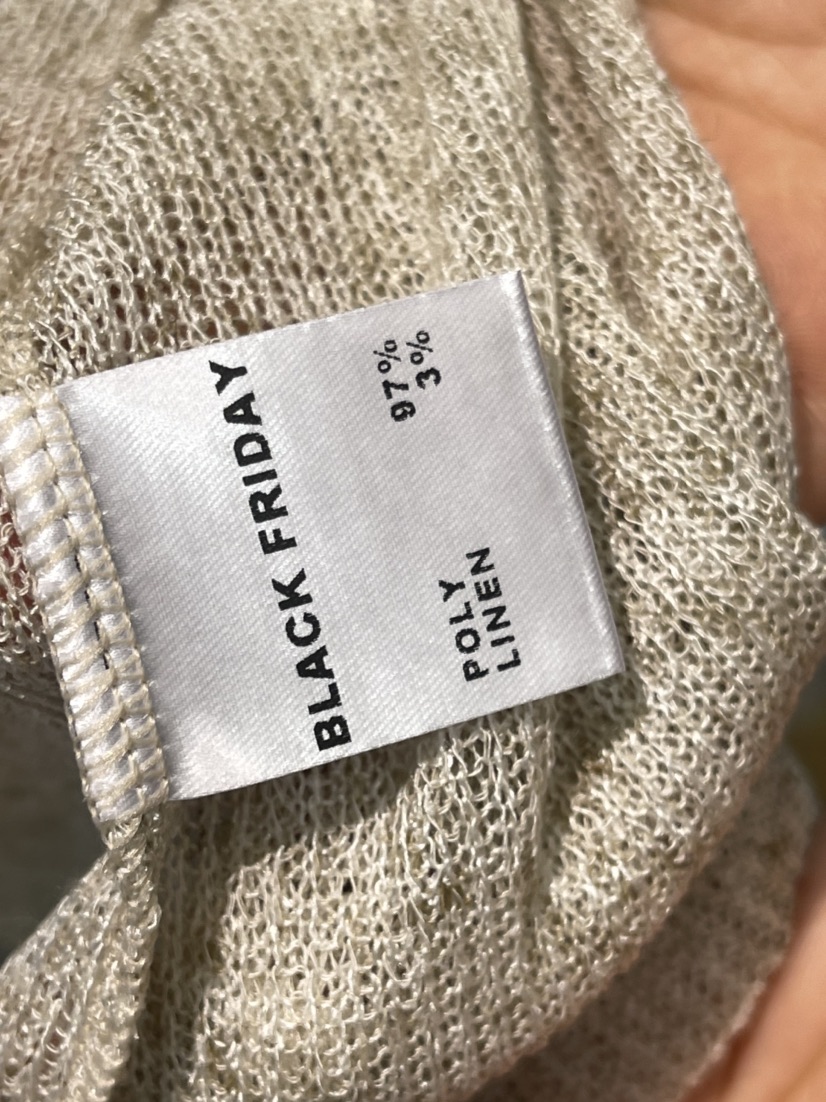 BLACK FRIDAY
POLY 97%
LINEN 3%